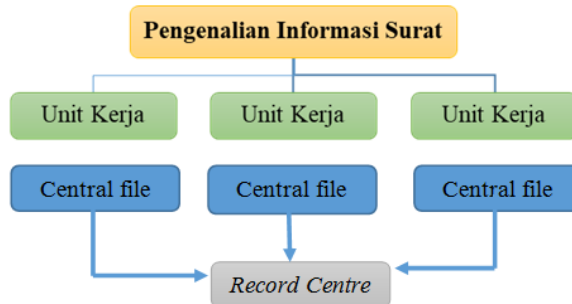 Pengenalian Informasi Surat
Unit Kerja
Unit Kerja
Unit Kerja
Central file
Central file
Central file
Record Centre